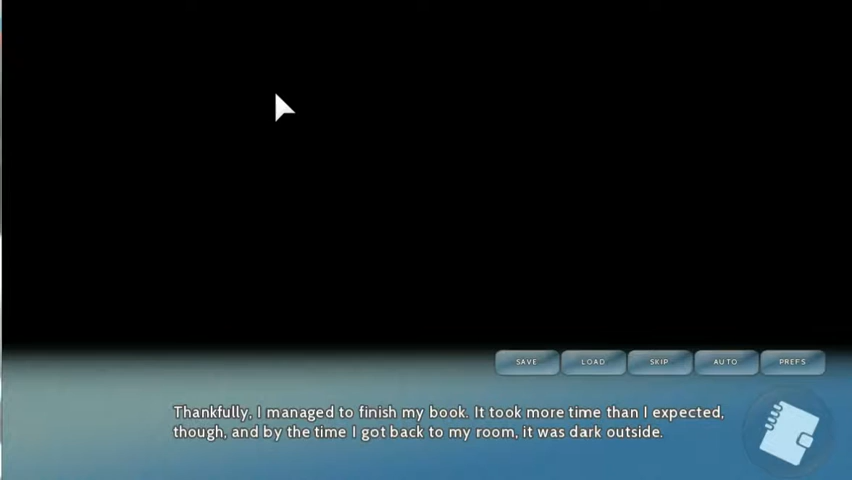 SAVE LOAD SKIP AUTO PREFS
Thankfully, I managed to finish my book. It took more time than I expected,
though, and by the time I got back to my room, it was dark outside.